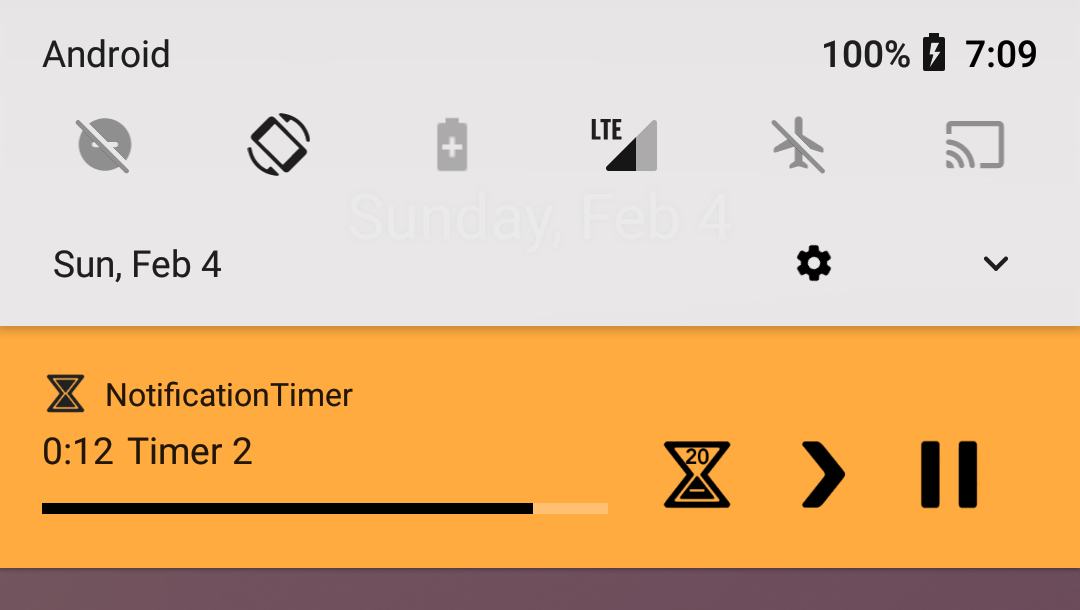 Android 100% 7:09
LTE
Sunday, Feb 4
Sun, Feb 4
NotificationTimer
0:12 Timer 2
20